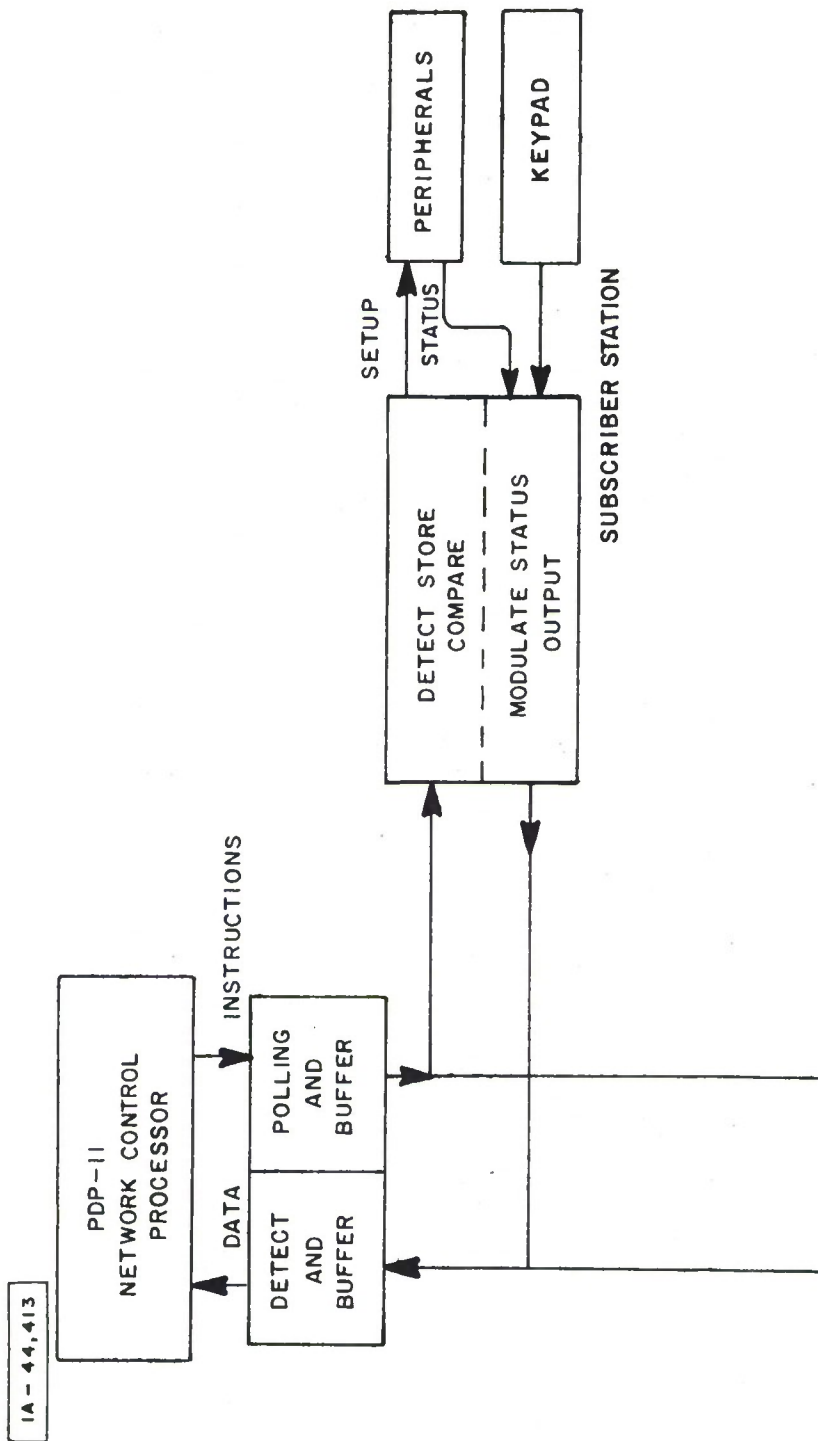 IA-44,413
PDP-11
NETWORK CONTROL
PROCESSOR
DATA
INSTRUCTIONS
DETECT
AND
BUFFER
POLLING
AND
BUFFER
DETECT STORE
COMPARE
MODULATE STATUS
OUTPUT
SETUP
STATUS
PERIPHERALS
KEYPAD
SUBSCRIBER STATION